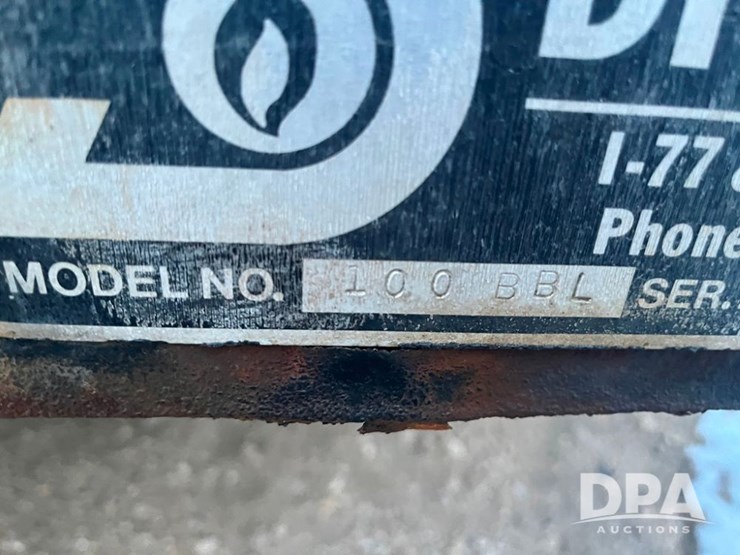 I-77
Phone
MODEL NO. 100 BBL SER.
DPA
AUCTIONS